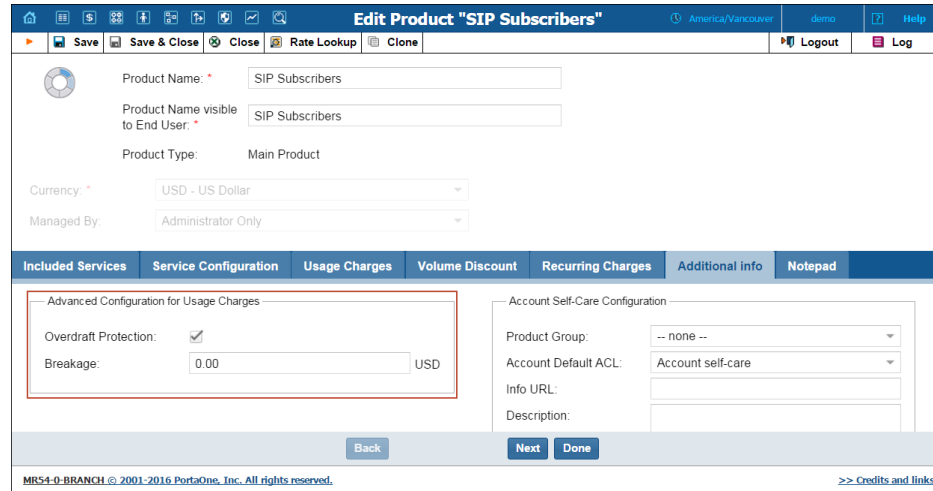 Edit Product "SIP Subscribers" America/Vancouver demo ? Help
Save Save & Close Close Rate Lookup Clone Logout Log
Product Name: * SIP Subscribers
Product Name visible
to End User: * SIP Subscribers
Product Type: Main Product
Currency: * USD - US Dollar
Managed By: Administrator Only
Included Services Service Configuration Usage Charges Volume Discount Recurring Charges Additional info Notepad
Advanced Configuration for Usage Charges Account Self-Care Configuration
Overdraft Protection: Product Group: -- none --
Breakage: 0.00 USD Account Default ACL: Account self-care
Info URL:
Description:
Back Next Done
MR54-0-BRANCH © 2001-2016 PortaOne, Inc. All rights reserved. >> Credits and links